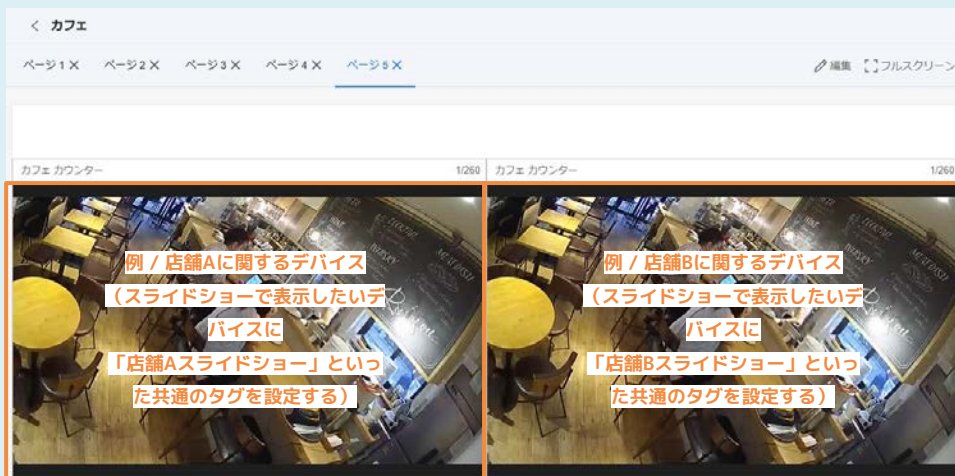 < カフェ
ページ1 X ページ2 X ページ3 X ページ4 X ページ5 X 編集 フルスクリーン
カフェ カウンター 1/260 カフェ カウンター 1/260
例 / 店舗Aに関するデバイス
（スライドショーで表示したいデ
バイスに
「店舗Aスライドショー」といっ
た共通のタグを設定する）
例 / 店舗Bに関するデバイス
（スライドショーで表示したいデ
バイスに
「店舗Bスライドショー」といっ
た共通のタグを設定する）